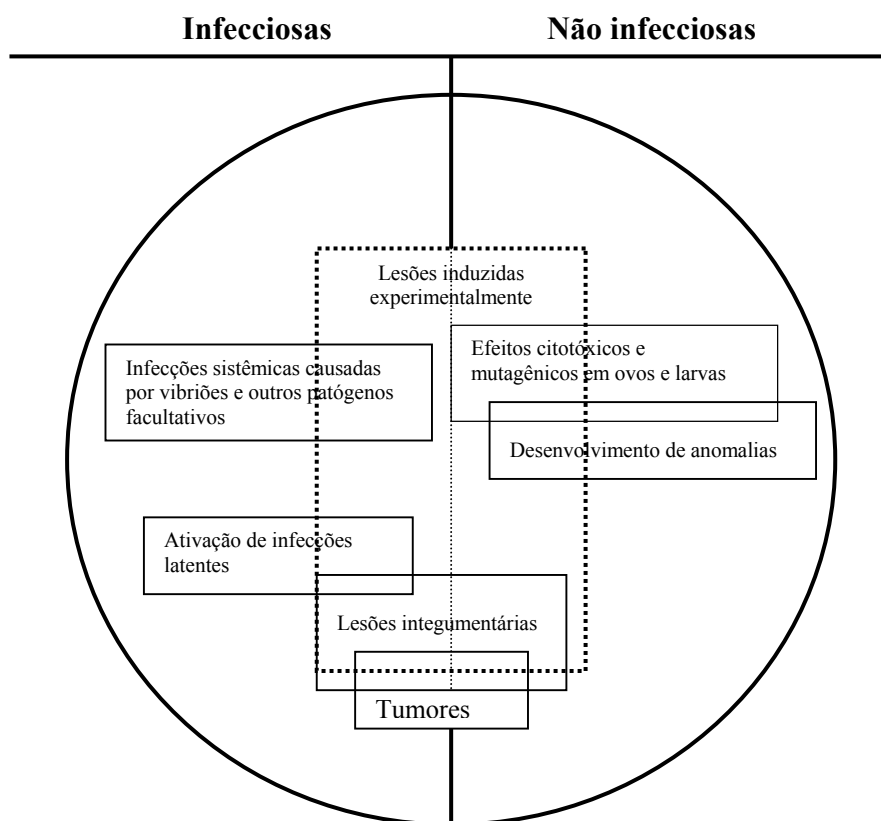 Infecciosas
Não infecciosas
Lesões induzidas
experimentalmente
Infecções sistêmicas causadas
por vibriões e outros patógenos
facultativos
Efeitos citotóxicos e
mutagênicos em ovos e larvas
Desenvolvimento de anomalias
Ativação de infecções
latentes
Lesões integumentárias
Tumores